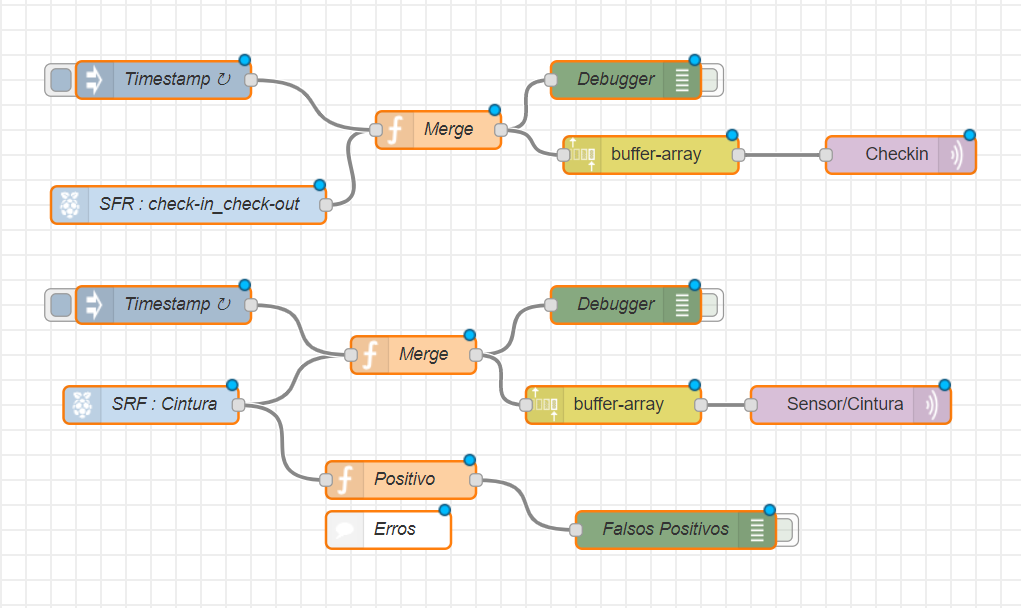 Timestamp ↻
Debugger
Merge
buffer-array
Checkin
SFR : check-in_check-out
Timestamp ↻
Debugger
Merge
SRF : Cintura
buffer-array
Sensor/Cintura
Positivo
Erros
Falsos Positivos